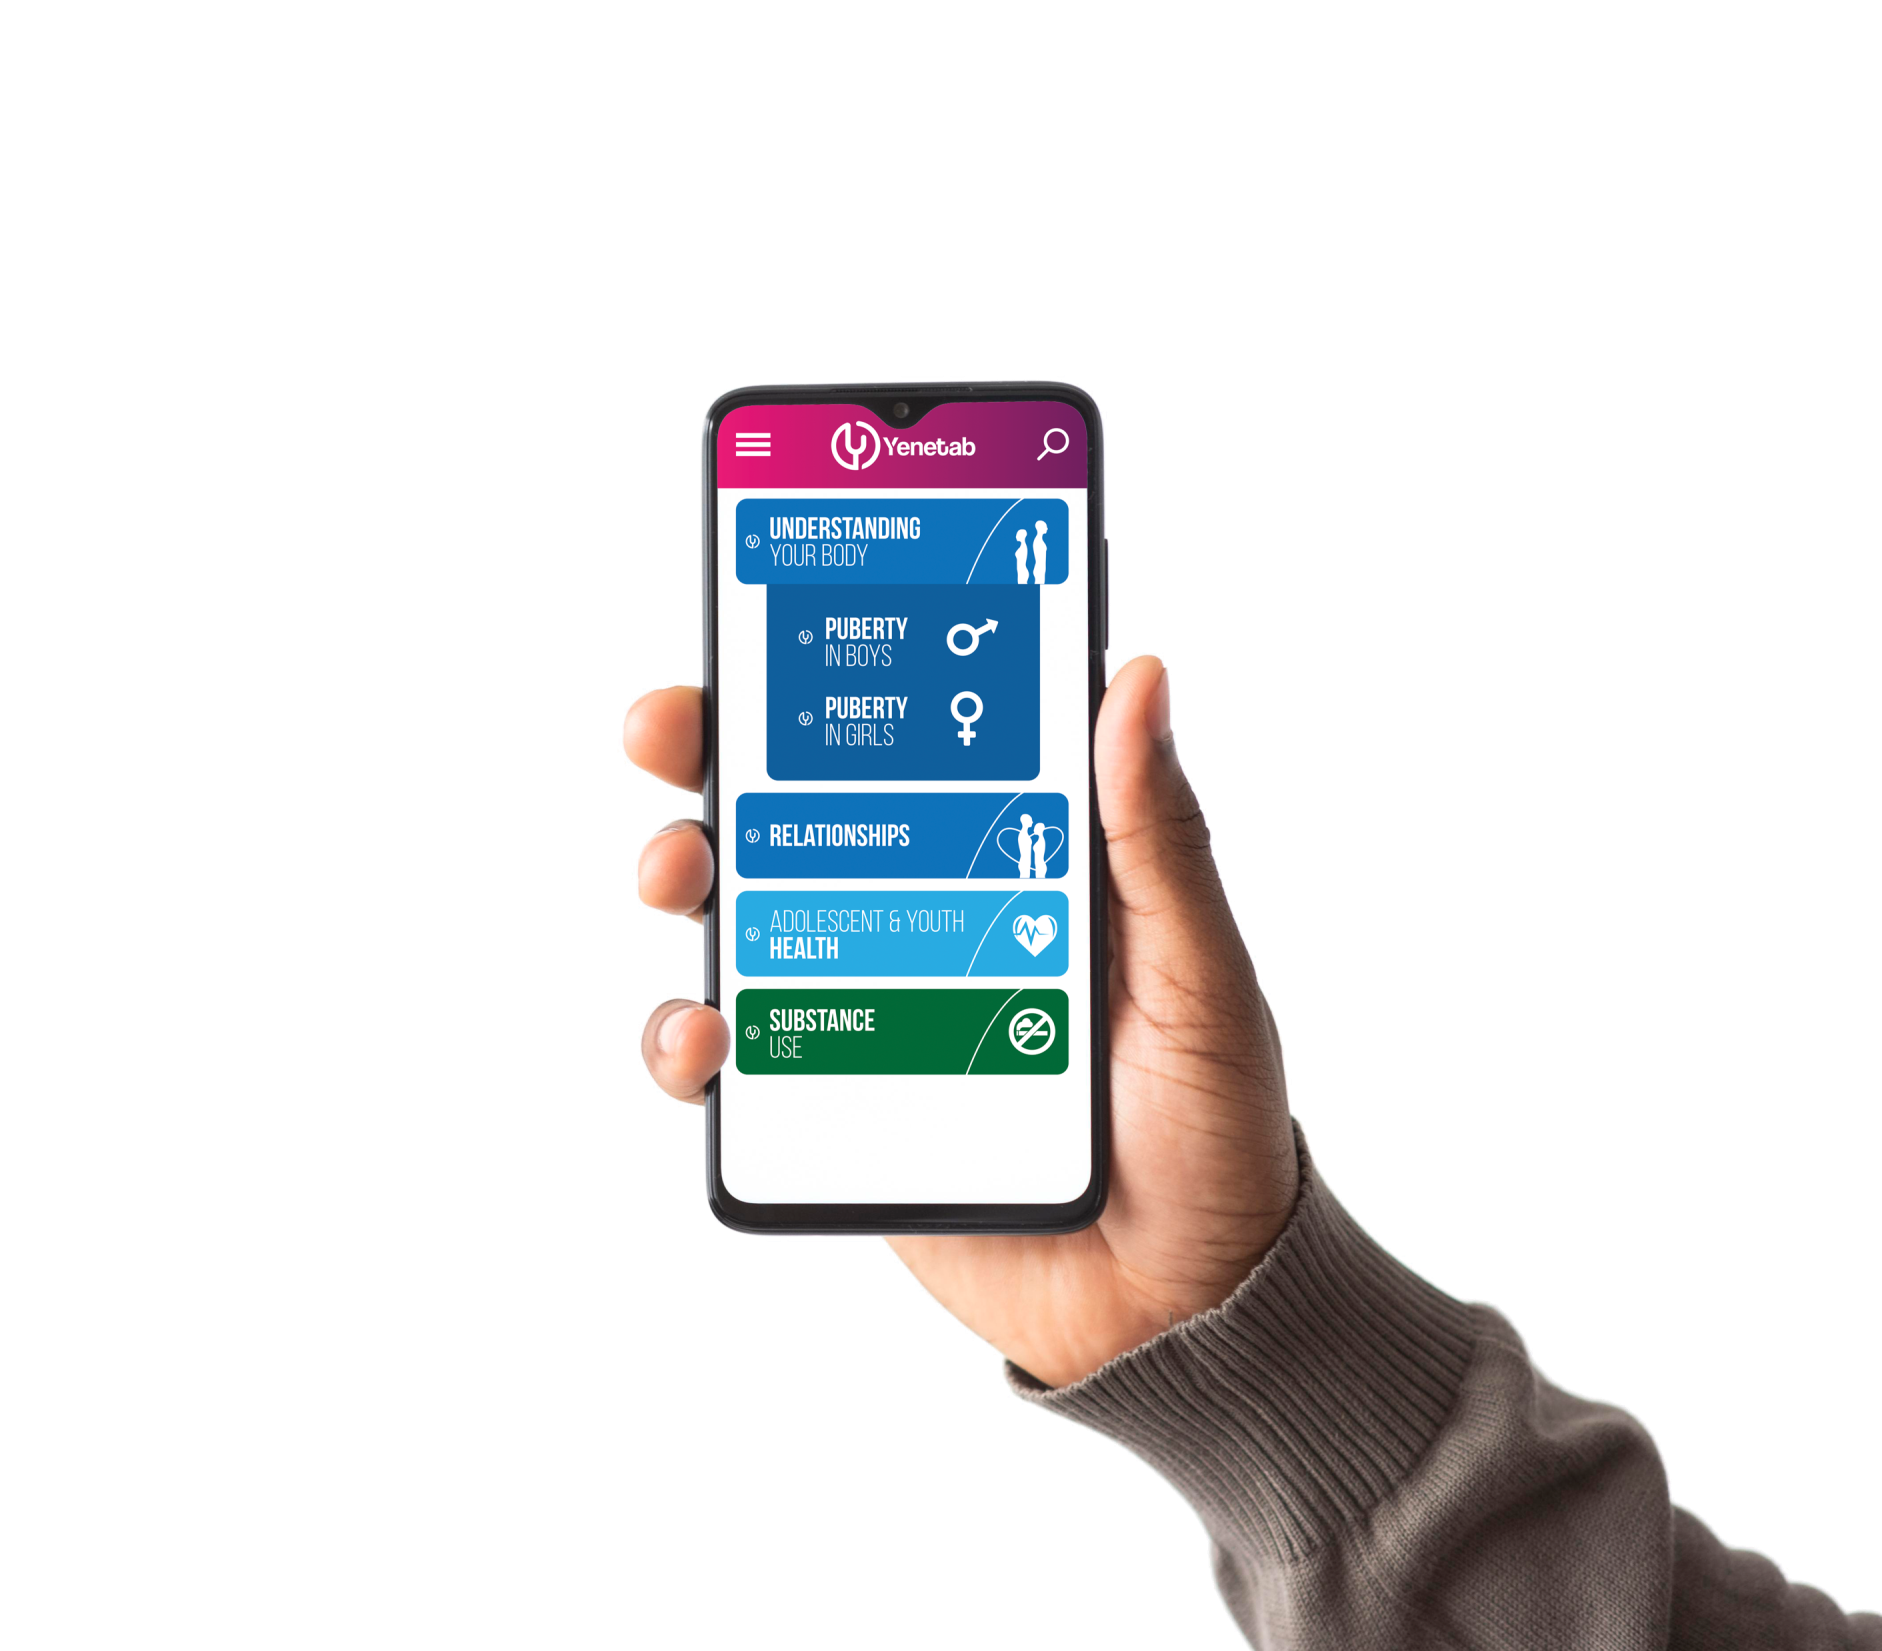 Yenetab
UNDERSTANDING
YOUR BODY
PUBERTY
IN BOYS
PUBERTY
IN GIRLS
RELATIONSHIPS
ADOLESCENT & YOUTH
HEALTH
SUBSTANCE
USE